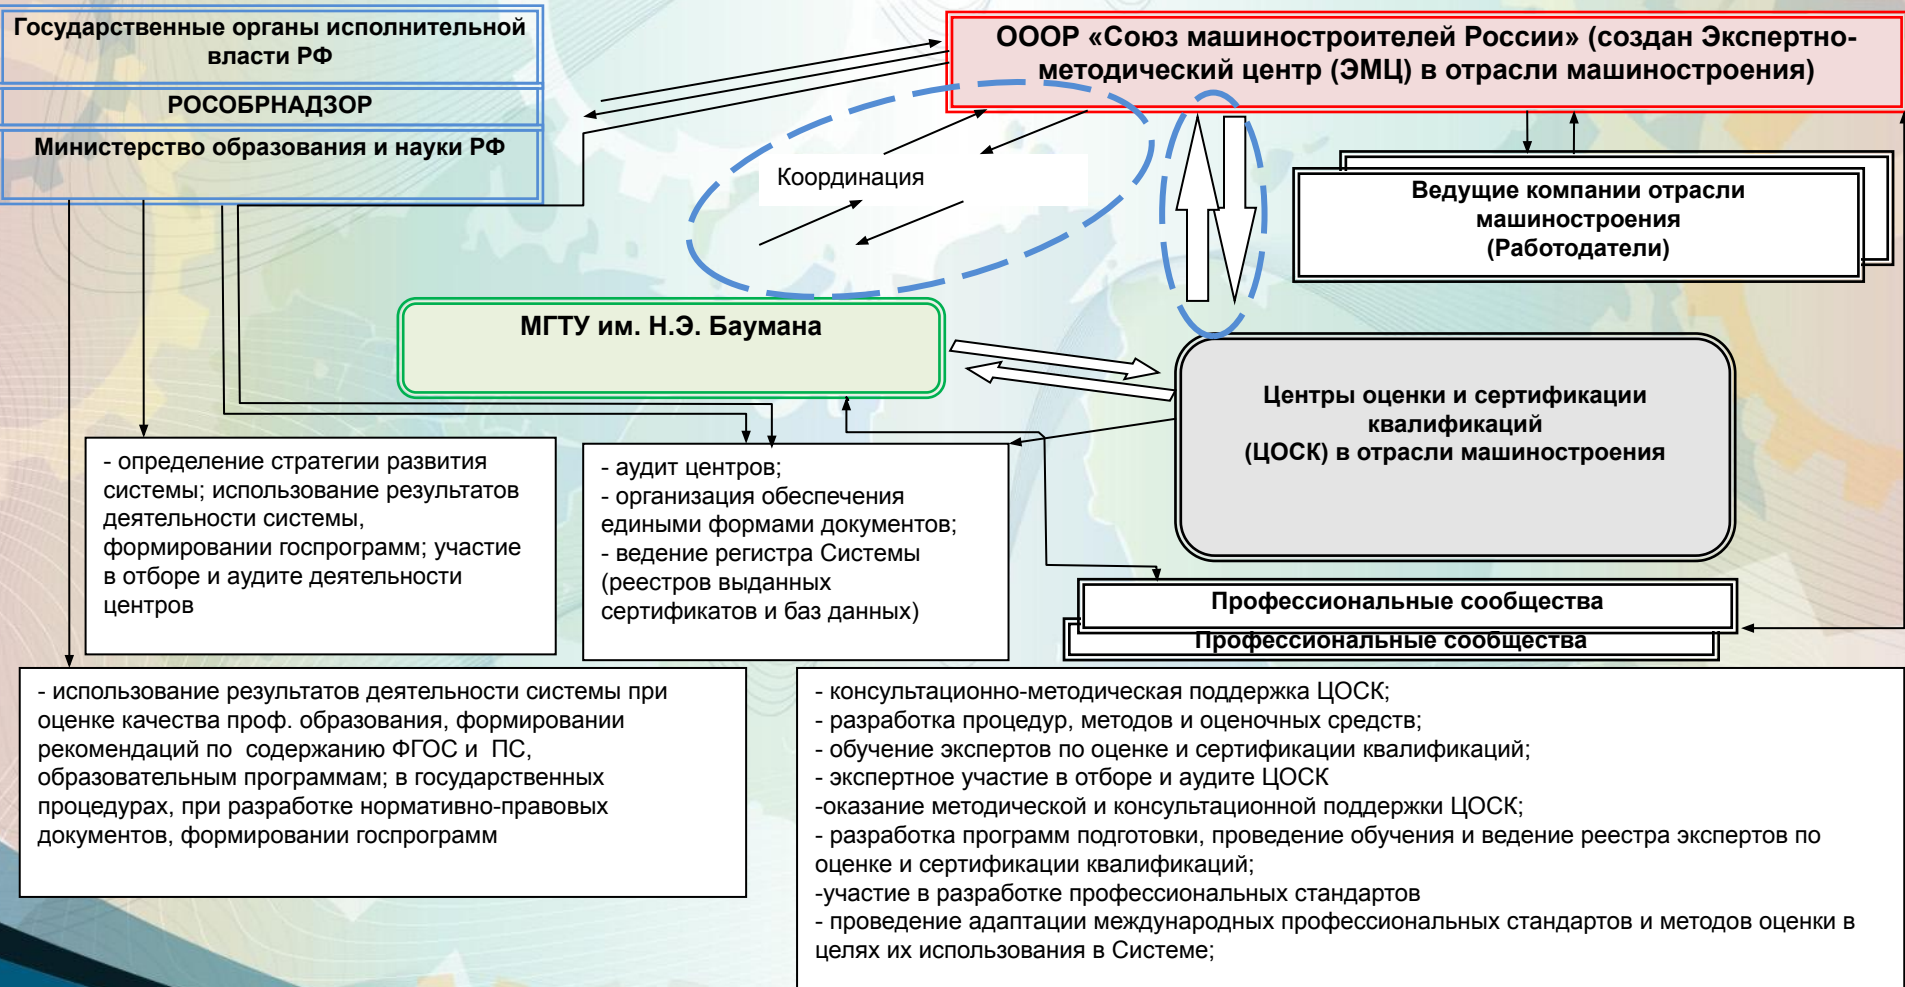 Государственные органы исполнительной
власти РФ
РОСОБРНАДЗОР
Министерство образования и науки РФ
ОООР «Союз машиностроителей России» (создан Экспертно-
методический центр (ЭМЦ) в отрасли машиностроения)
Координация
Ведущие компании отрасли
машиностроения
(Работодатели)
МГТУ им. Н.Э. Баумана
Центры оценки и сертификации
квалификаций
(ЦОСК) в отрасли машиностроения
- определение стратегии развития
системы; использование результатов
деятельности системы,
формировании госпрограмм; участие
в отборе и аудите деятельности
центров
- аудит центров;
- организация обеспечения
едиными формами документов;
- ведение регистра Системы
(реестров выданных
сертификатов и баз данных)
Профессиональные сообщества
Профессиональные сообщества
- использование результатов деятельности системы при
оценке качества проф. образования, формировании
рекомендаций по содержанию ФГОС и ПС,
образовательным программам; в государственных
процедурах, при разработке нормативно-правовых
документов, формировании госпрограмм
- консультационно-методическая поддержка ЦОСК;
- разработка процедур, методов и оценочных средств;
- обучение экспертов по оценке и сертификации квалификаций;
- экспертное участие в отборе и аудите ЦОСК
-оказание методической и консультационной поддержки ЦОСК;
- разработка программ подготовки, проведение обучения и ведение реестра экспертов по
оценке и сертификации квалификаций;
-участие в разработке профессиональных стандартов
- проведение адаптации международных профессиональных стандартов и методов оценки в
целях их использования в Системе;